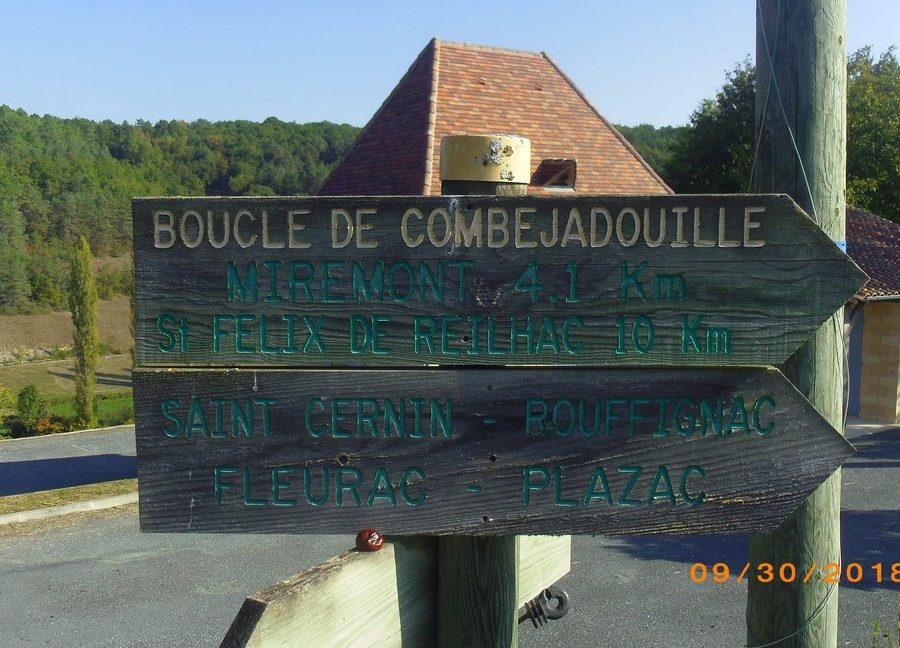 BOUCLE DE COMBEJADOUILLE
MIREMONT 4.1 Km
St FELIX DE REILHAC 10 Km
SAINT CERNIN - ROUFFIGNAC
FLEURAC - PLAZAC
09/30/2018